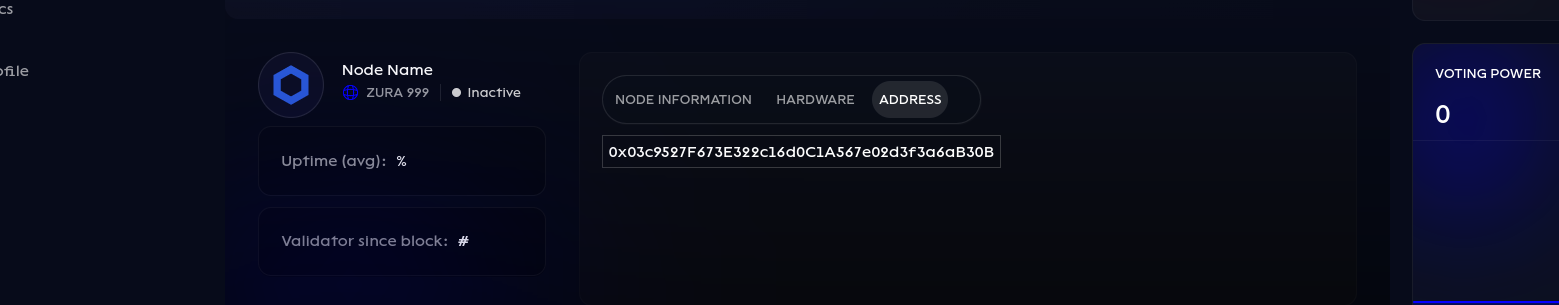 cs
ofile
Node Name
ZURA 999
Inactive
Uptime (avg): %
Validator since block: #
NODE INFORMATION
HARDWARE
ADDRESS
0x03c9527F673E322c16d0C1A567e02d3f3a6aB30B
VOTING POWER
0